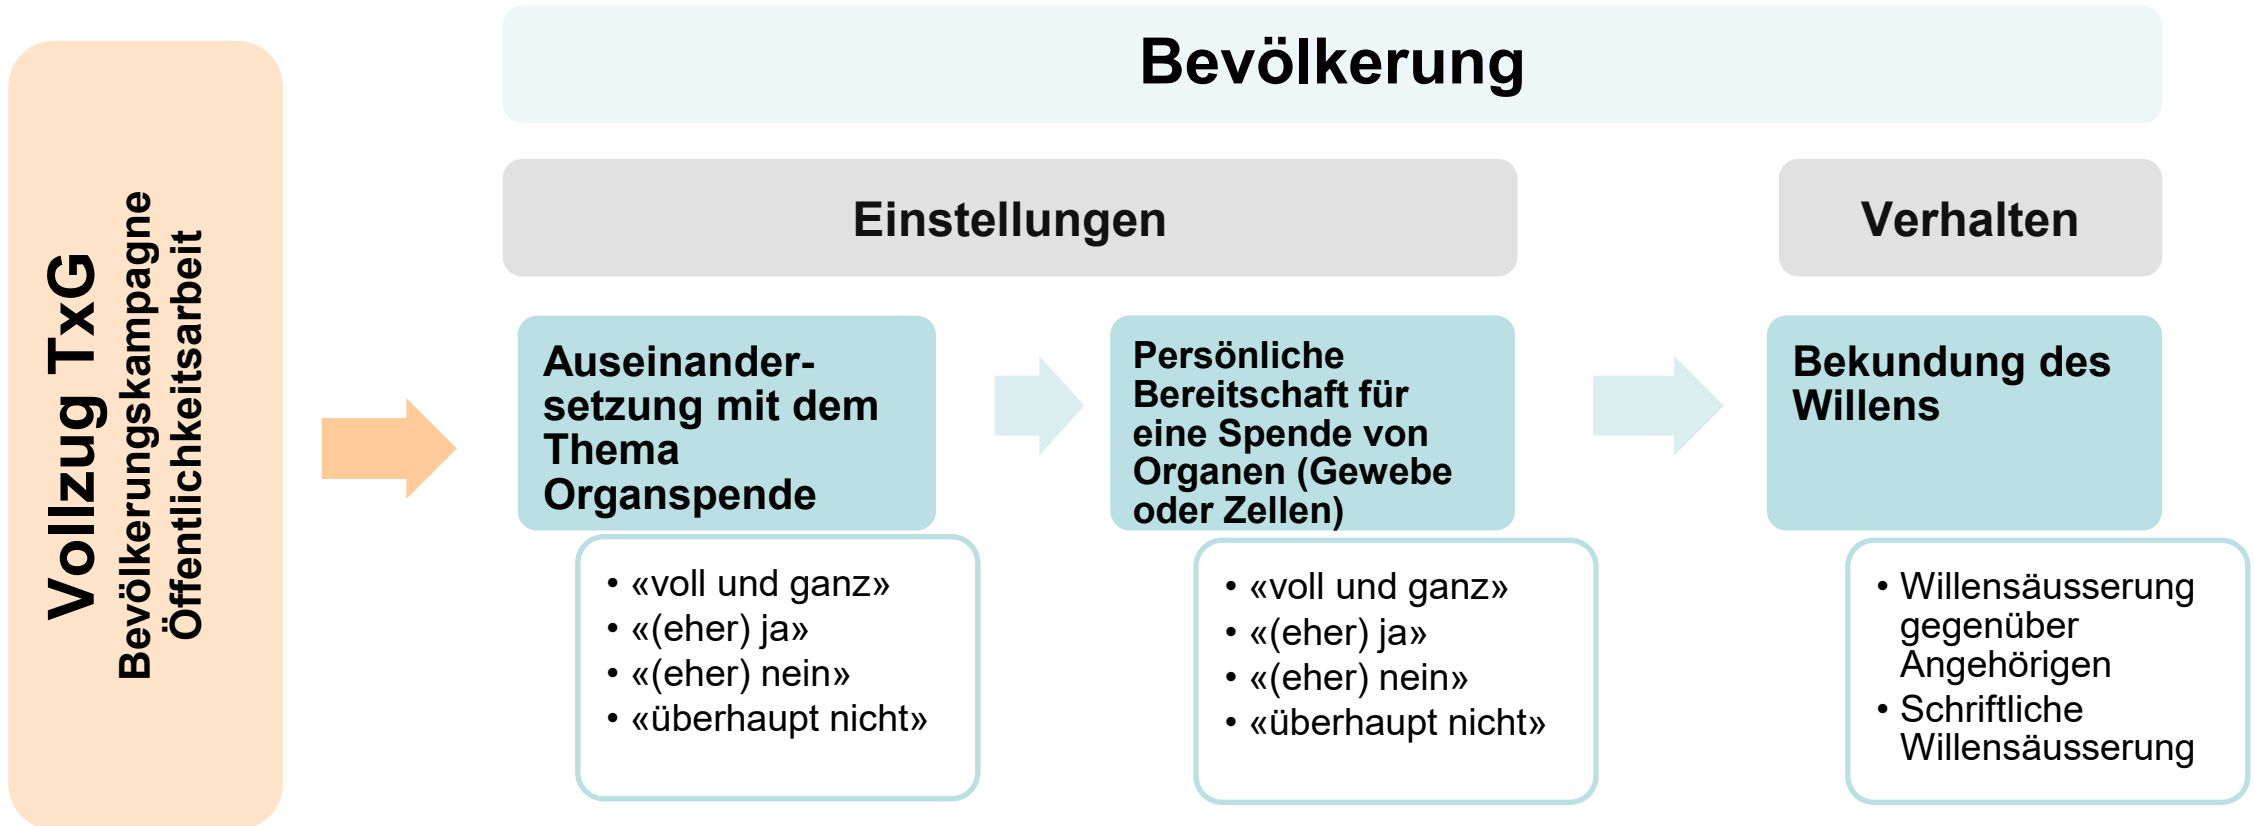 Vollzug TxG
Bevölkerungskampagne
Öffentlichkeitsarbeit
Bevölkerung
Einstellungen
Verhalten
Auseinander-
setzung mit dem
Thema
Organspende
• «voll und ganz»
• «(eher) ja»
• «(eher) nein»
• «überhaupt nicht»
Persönliche
Bereitschaft für
eine Spende von
Organen (Gewebe
oder Zellen)
• «voll und ganz»
• «(eher) ja»
• «(eher) nein»
• «überhaupt nicht»
Bekundung des
Willens
• Willensäusserung
gegenüber
Angehörigen
• Schriftliche
Willensäusserung